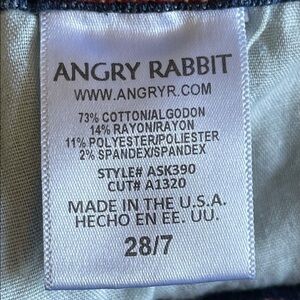 ANGRY RABBIT
WWW.ANGRYR.COM
73% COTTON/ALGODON
14% RAYON/RAYON
11% POLYESTER/POLIESTER
2% SPANDEX/SPANDEX
STYLE# ASK390
CUT# A1320
MADE IN THE U.S.A.
HECHO EN EE. UU.
28/7